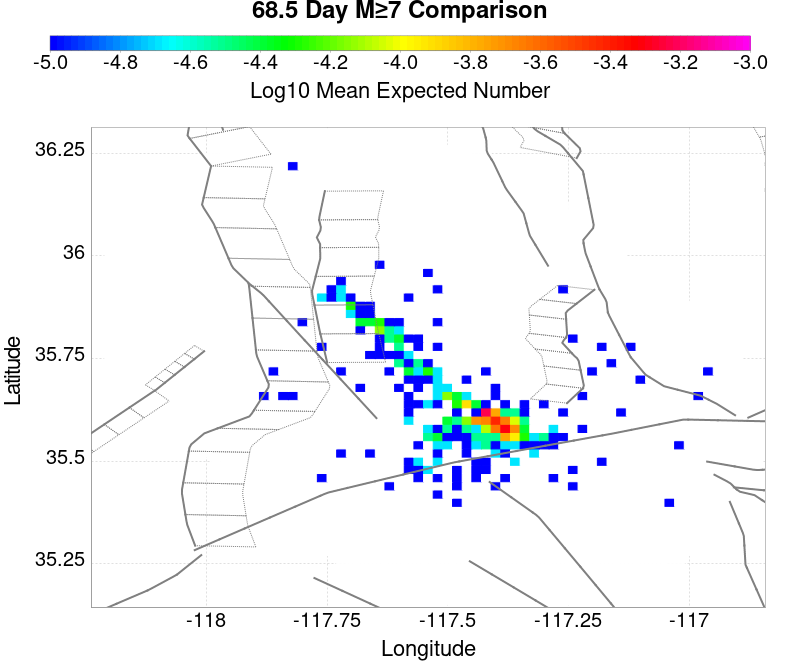 68.5 Day M≥7 Comparison
-5.0 -4.8 -4.6 -4.4 -4.2 -4.0 -3.8 -3.6 -3.4 -3.2 -3.0
Log10 Mean Expected Number
36.25
36
35.75
35.5
35.25
Latitude
-118 -117.75 -117.5 -117.25 -117
Longitude